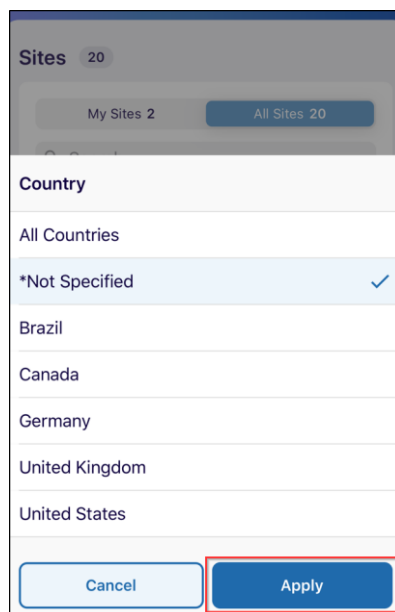 Sites 20
My Sites 2 All Sites 20
Country
All Countries
*Not Specified
Brazil
Canada
Germany
United Kingdom
United States
Cancel Apply